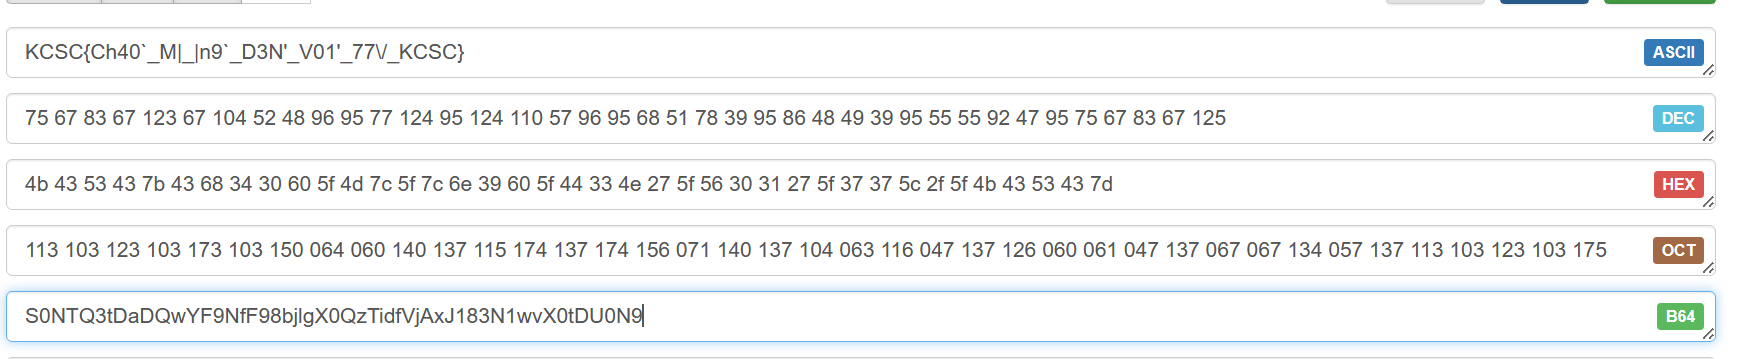 KCSC{Ch40`_M|_|n9`_D3N'_V01'_77\/_KCSC} ASCII
75 67 83 67 123 67 104 52 48 96 95 77 124 95 124 110 57 96 95 68 51 78 39 95 86 48 49 39 95 55 55 92 47 95 75 67 83 67 125 DEC
4b 43 53 43 7b 43 68 34 30 60 5f 4d 7c 5f 7c 6e 39 60 5f 44 33 4e 27 5f 56 30 31 27 5f 37 37 5c 2f 5f 4b 43 53 43 7d HEX
113 103 123 103 173 103 150 064 060 140 137 115 174 137 174 156 071 140 137 104 063 116 047 137 126 060 061 047 137 067 067 134 057 137 113 103 123 103 175 OCT
S0NTQ3tDaDQwYF9NfF98bjlgX0QzTidfVjAxJ183N1wvX0tDU0N9 B64